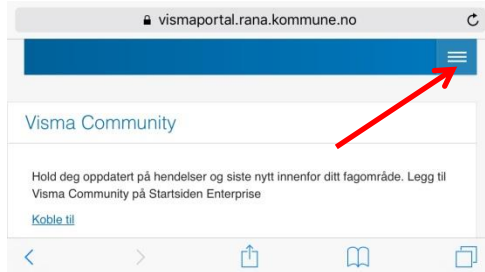 vismaportal.rana.kommune.no
Visma Community
Hold deg oppdatert på hendelser og siste nytt innenfor ditt fagområde. Legg til
Visma Community på Startsiden Enterprise
Koble til